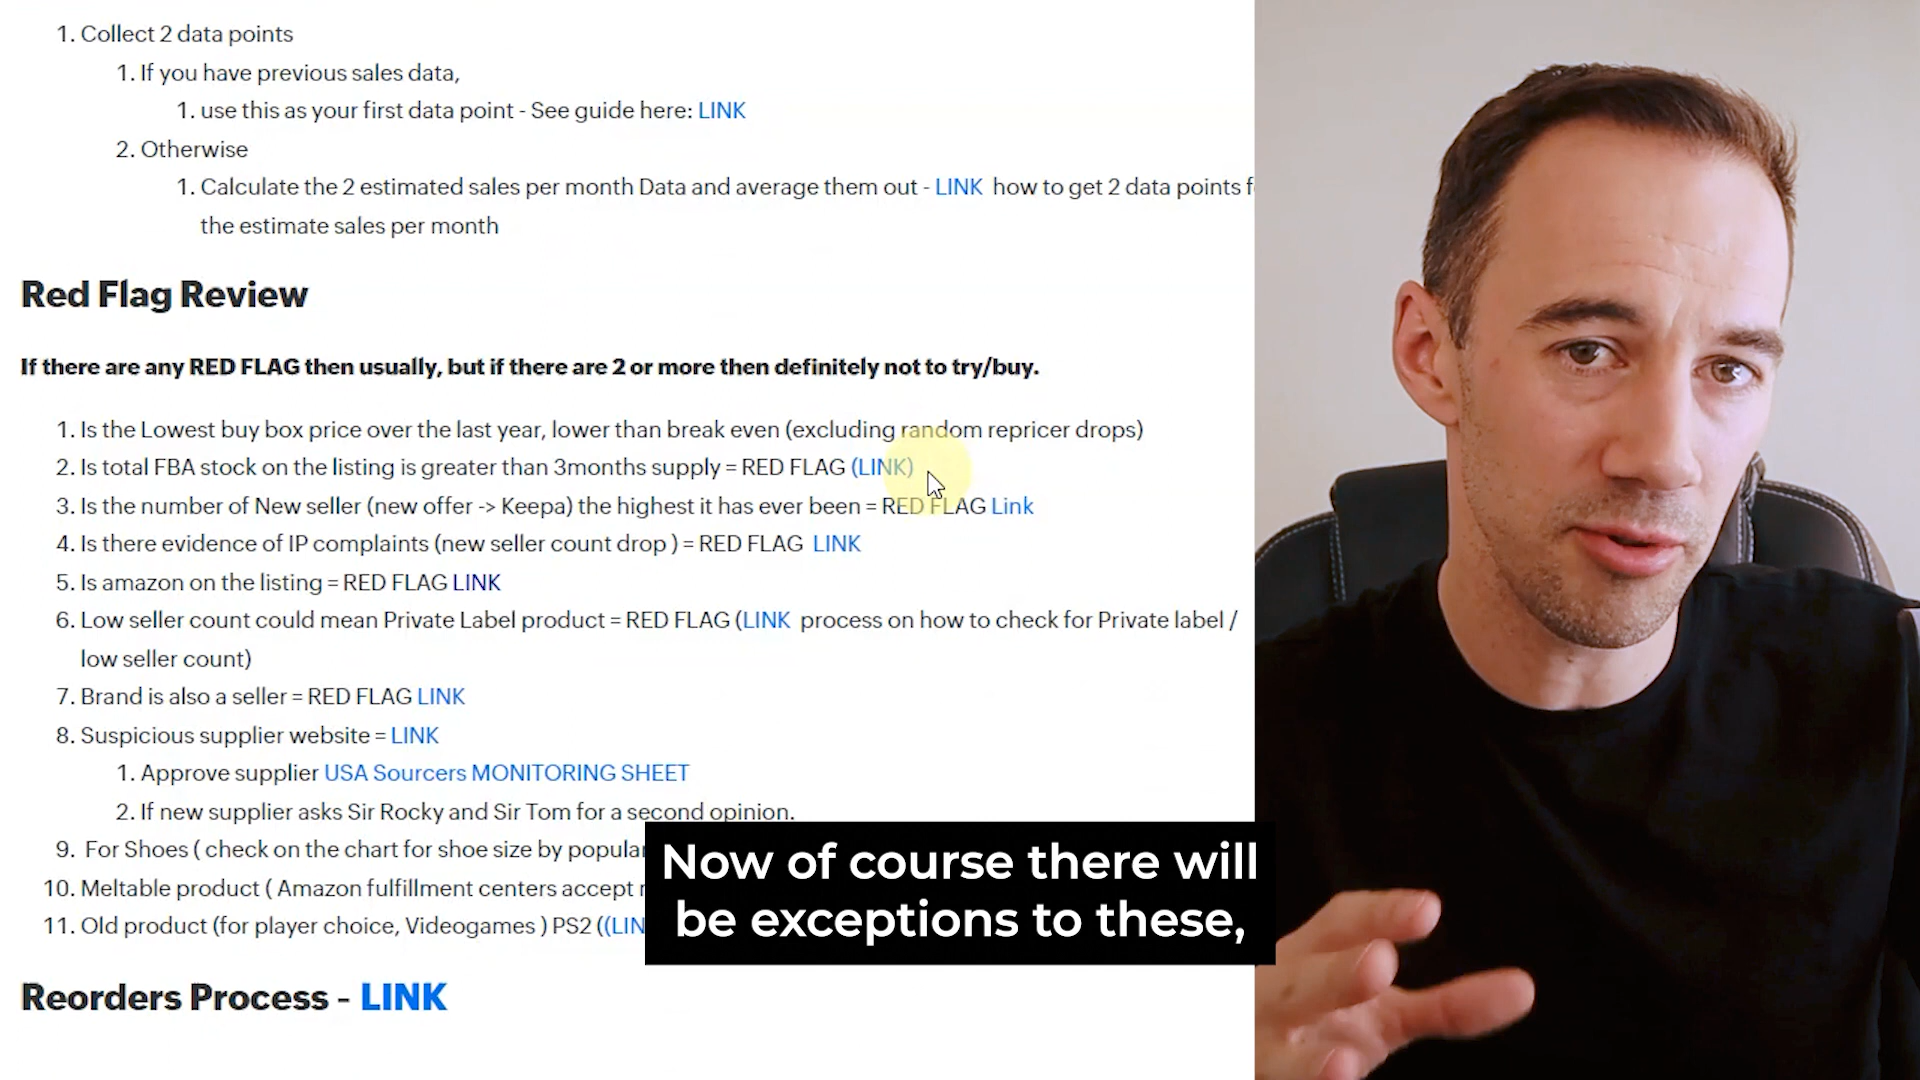 1. Collect 2 data points
1. If you have previous sales data,
1. use this as your first data point - See guide here: LINK
2. Otherwise
1. Calculate the 2 estimated sales per month Data and average them out - LINK how to get 2 data points f
the estimate sales per month
Red Flag Review
If there are any RED FLAG then usually, but if there are 2 or more then definitely not to try/buy.
1. Is the Lowest buy box price over the last year, lower than break even (excluding random repricer drops)
2. Is total FBA stock on the listing is greater than 3months supply = RED FLAG (LINK)
3. Is the number of New seller (new offer -> Keepa) the highest it has ever been = RED FLAG Link
4. Is there evidence of IP complaints (new seller count drop ) = RED FLAG LINK
5. Is amazon on the listing = RED FLAG LINK
6. Low seller count could mean Private Label product = RED FLAG (LINK process on how to check for Private label /
low seller count)
7. Brand is also a seller = RED FLAG LINK
8. Suspicious supplier website = LINK
1. Approve supplier USA Sourcers MONITORING SHEET
2. If new supplier asks Sir Rocky and Sir Tom for a second opinion.
9. For Shoes ( check on the chart for shoe size by popula
10. Meltable product ( Amazon fulfillment centers accept
11. Old product (for player choice, Videogames ) PS2 ((LIN
Now of course there will
be exceptions to these,
Reorders Process - LINK